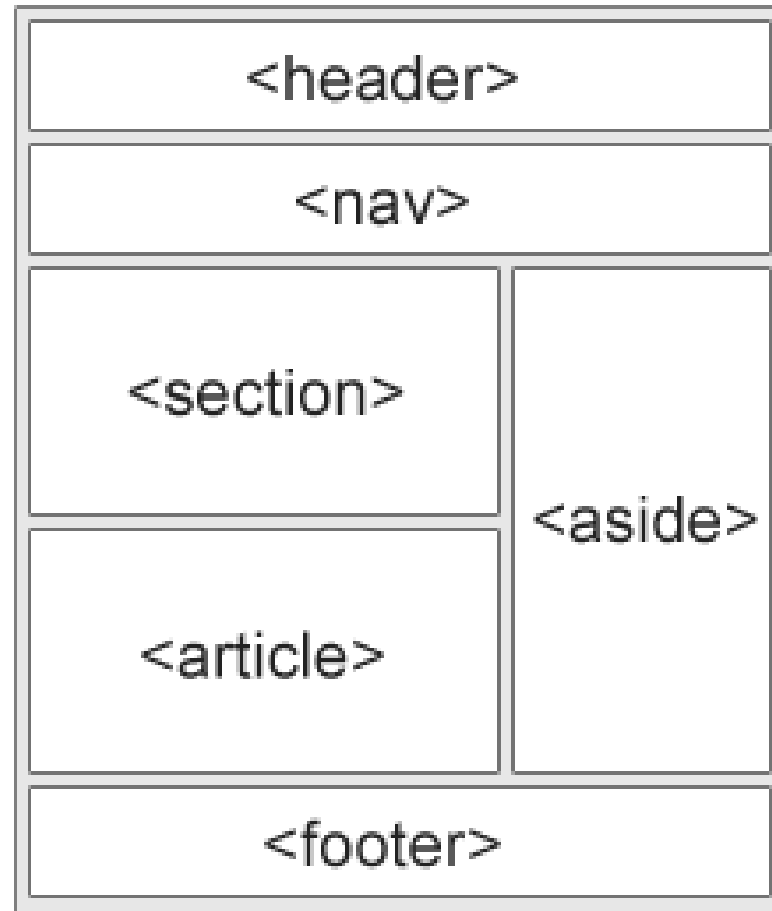 <header>
<nav>
<section>
<aside>
<article>
<footer>